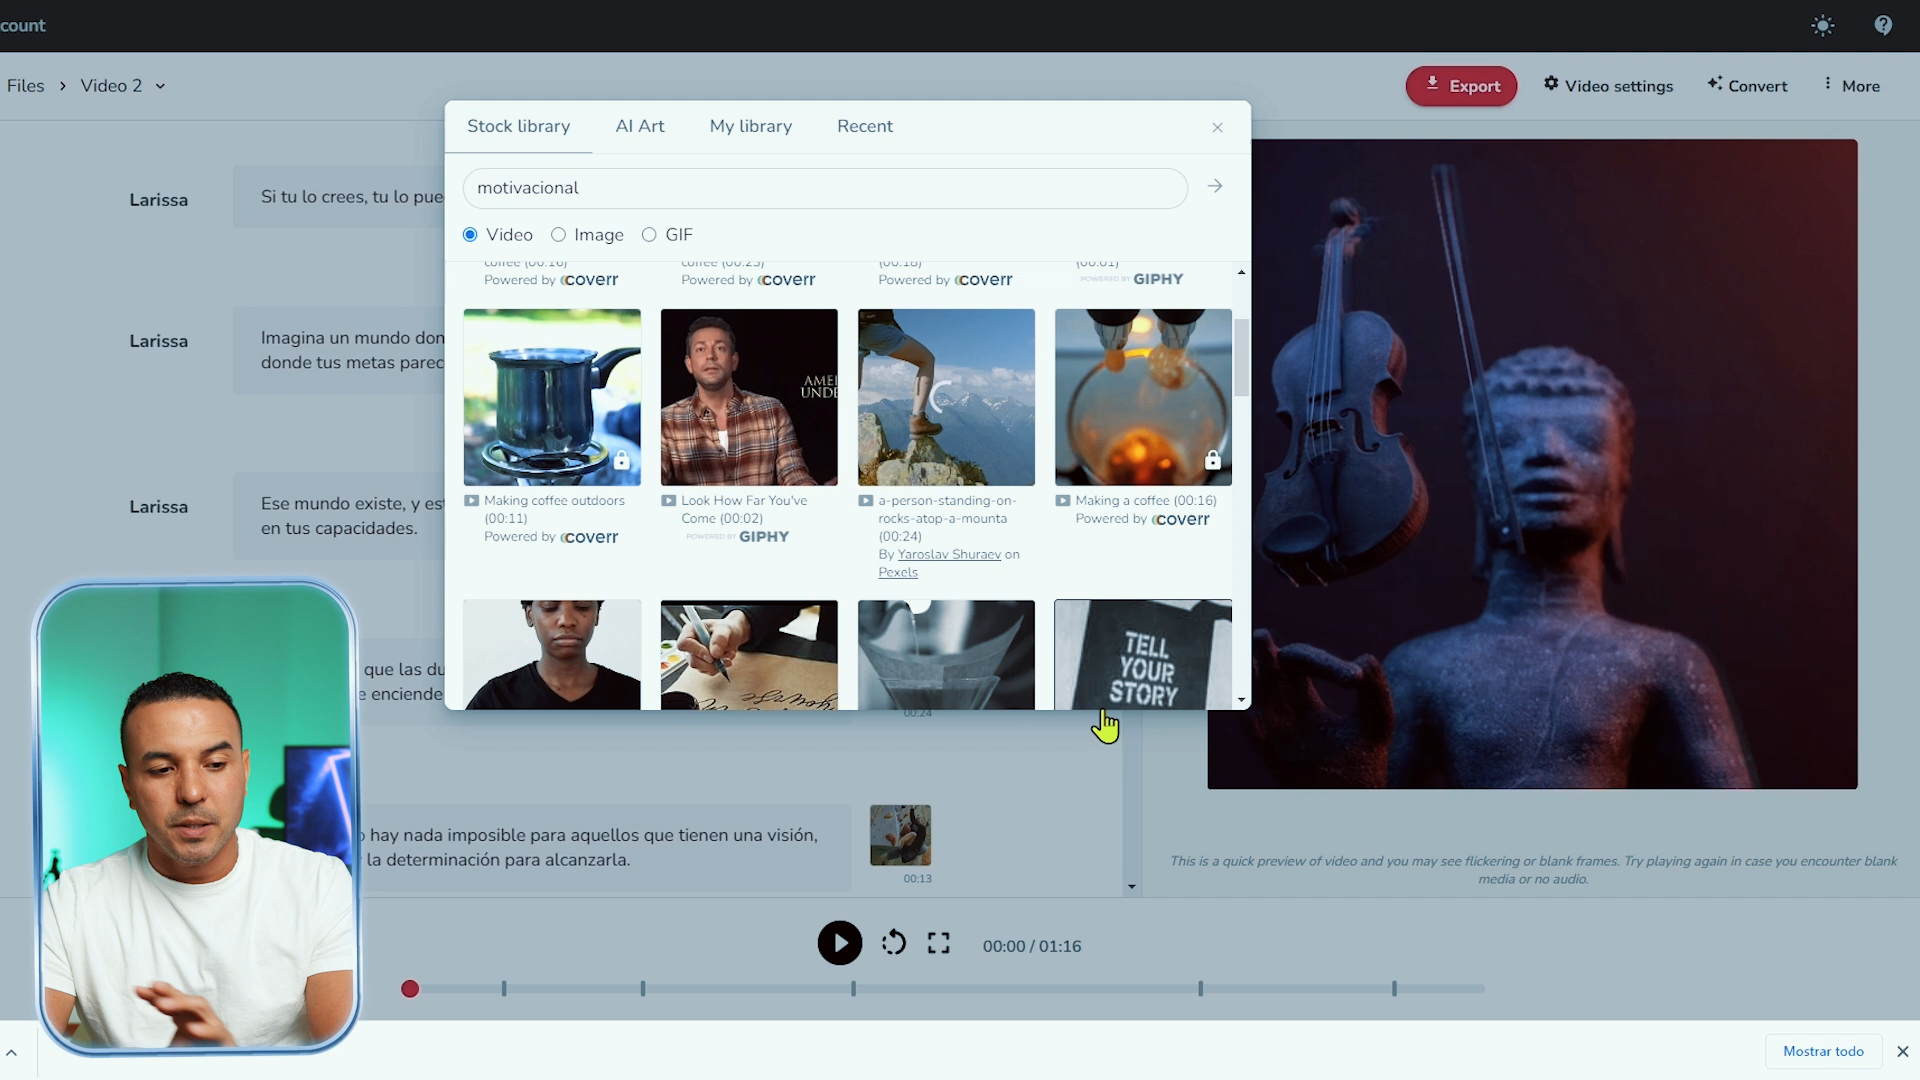 count
Files > Video 2
Export
Video settings
Convert
More
Stock library
AI Art
My library
Recent
motivacional
Video
Image
GIF
coffee (00:16)
Powered by coverr
coffee (00:23)
Powered by coverr
(00:18)
Powered by coverr
(00:01)
POWERED BY GIPHY
AMERI
UNDE
Making coffee outdoors
(00:11)
Powered by coverr
Look How Far You've
Come (00:02)
POWERED BY GIPHY
a-person-standing-on-
rocks-atop-a-mounta
(00:24)
By Yaroslav Shuraev on
Pexels
Making a coffee (00:16)
Powered by coverr
TELL
YOUR
STORY
Larissa
Si tu lo crees, tu lo pue
Larissa
Imagina un mundo don
donde tus metas parec
Larissa
Ese mundo existe, y est
en tus capacidades.
que las du
e enciende
00:24
o hay nada imposible para aquellos que tienen una visión,
la determinación para alcanzarla.
00:13
This is a quick preview of video and you may see flickering or blank frames. Try playing again in case you encounter blank
media or no audio.
00:00 / 01:16
Mostrar todo